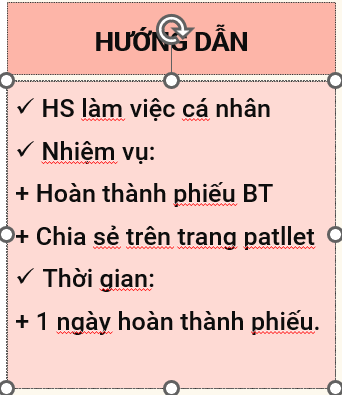 HƯỚNG DẪN
✓ HS làm việc cá nhân
✓ Nhiệm vụ:
+ Hoàn thành phiếu BT
+ Chia sẻ trên trang patllet
✓ Thời gian:
+ 1 ngày hoàn thành phiếu.